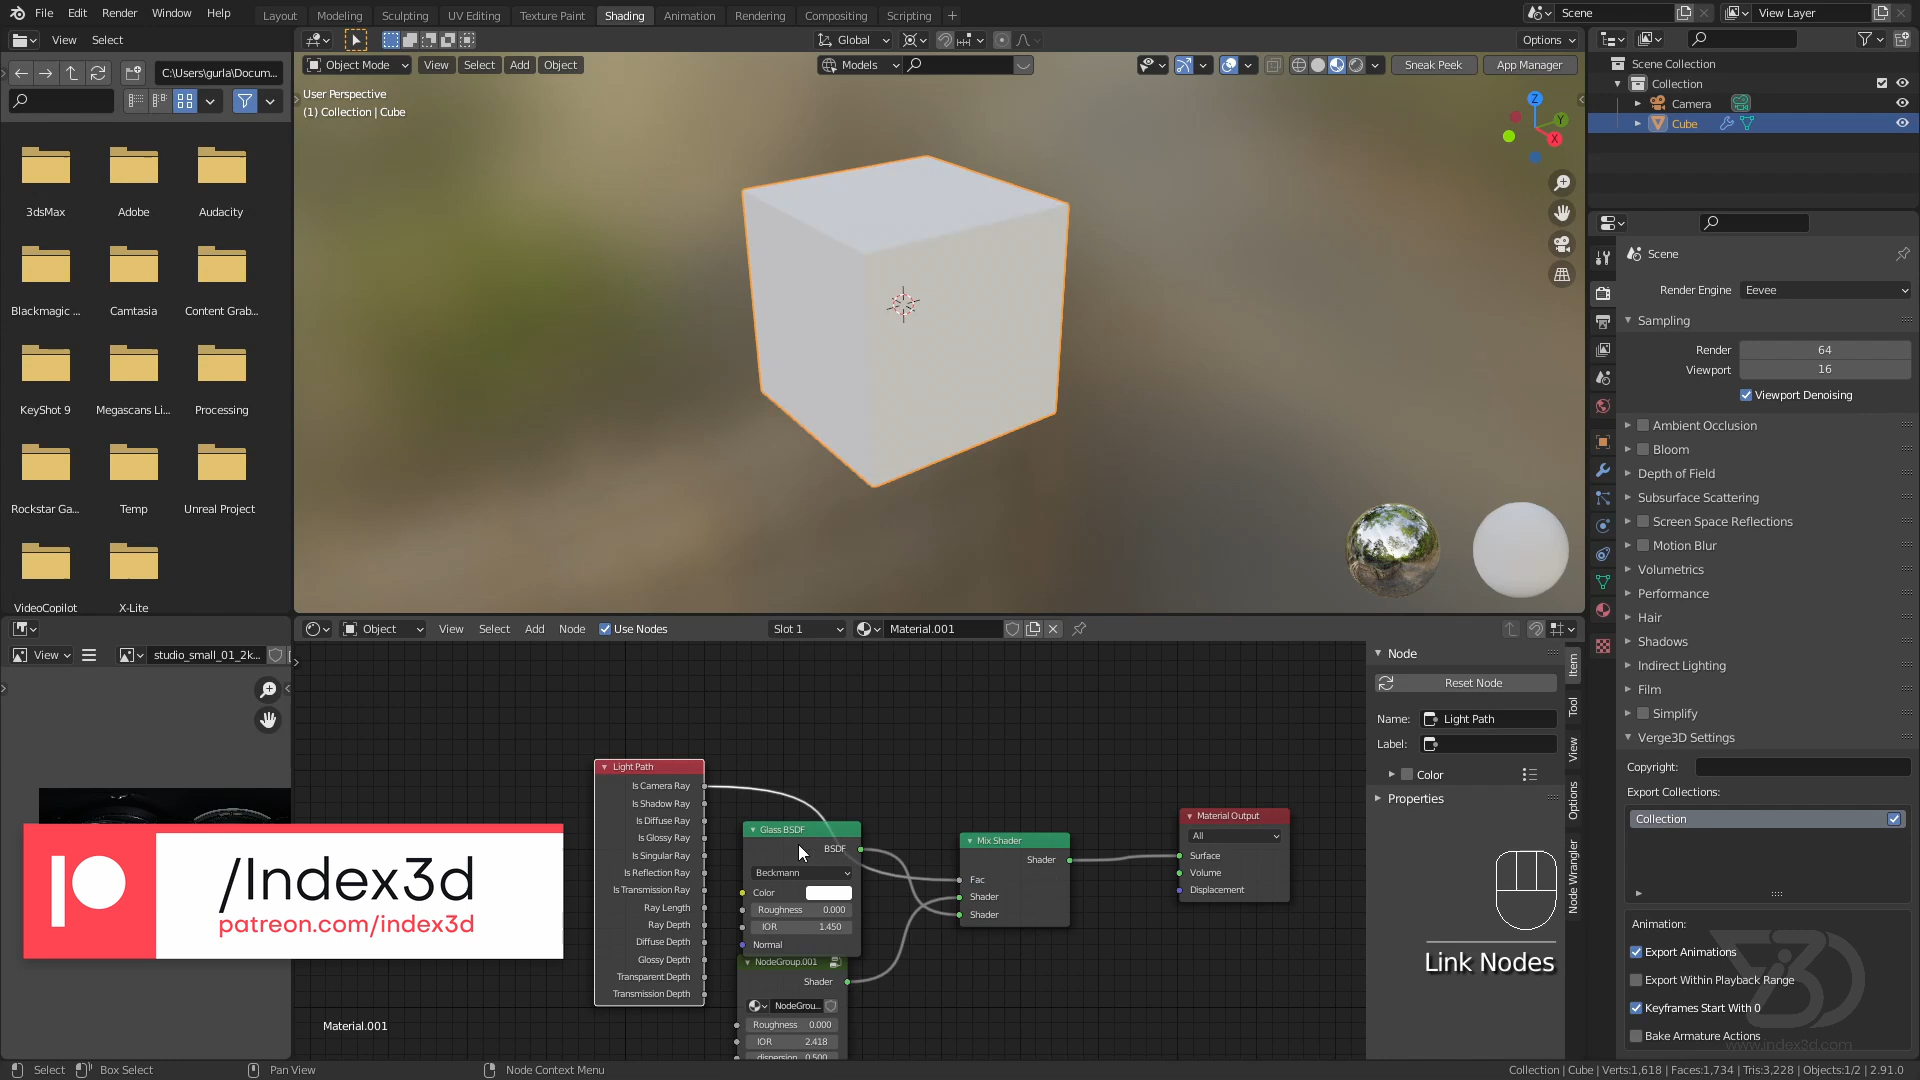 File Edit Render Window Help
Layout Modeling Sculpting UV Editing Texture Paint Shading Animation Rendering Compositing Scripting +
Scene
View Layer
View Select
Global
Options
C:\Users\gurla\Docum...
Object Mode View Select Add Object
Models
Sneak Peek App Manager
User Perspective
(1) Collection | Cube
Z
Y
X
3dsMax Adobe Audacity
Blackmagic ... Camtasia Content Grab...
KeyShot 9 Megascans Li... Processing
Rockstar Ga... Temp Unreal Project
VideoCopilot X-Lite
Scene Collection
Collection
Camera
Cube
Scene
Render Engine Eevee
Sampling
Render 64
Viewport 16
Viewport Denoising
Ambient Occlusion
Bloom
Depth of Field
Subsurface Scattering
Screen Space Reflections
Motion Blur
Volumetrics
Performance
Hair
Shadows
Indirect Lighting
Film
Simplify
Verge3D Settings
Copyright:
Export Collections:
Collection
Animation:
Export Animations
Export Within Playback Range
Keyframes Start With 0
Bake Armature Actions
www.index3d.com
Object View Select Add Node Use Nodes
Slot 1
Material.001
View
studio_small_01_2k...
Light Path
Is Camera Ray
Is Shadow Ray
Is Diffuse Ray
Is Glossy Ray
Is Singular Ray
Is Reflection Ray
Is Transmission Ray
Ray Length
Ray Depth
Diffuse Depth
Glossy Depth
Transparent Depth
Transmission Depth
Glass BSDF
BSDF
Beckmann
Color
Roughness 0.000
IOR 1.450
Normal
NodeGroup.001
Shader
NodeGrou...
Roughness 0.000
IOR 2.418
dispersion 0.500
Mix Shader
Shader
Fac
Shader
Shader
Material Output
All
Surface
Volume
Displacement
Node
Reset Node
Name: Light Path
Label:
Color
Properties
Item
Tool
View
Options
Node Wrangler
Link Nodes
/Index3d
patreon.com/index3d
Material.001
Select Box Select Pan View Node Context Menu
Collection | Cube | Verts:1,618 | Faces:1,734 | Tris:3,228 | Objects:1/2 | 2.91.0